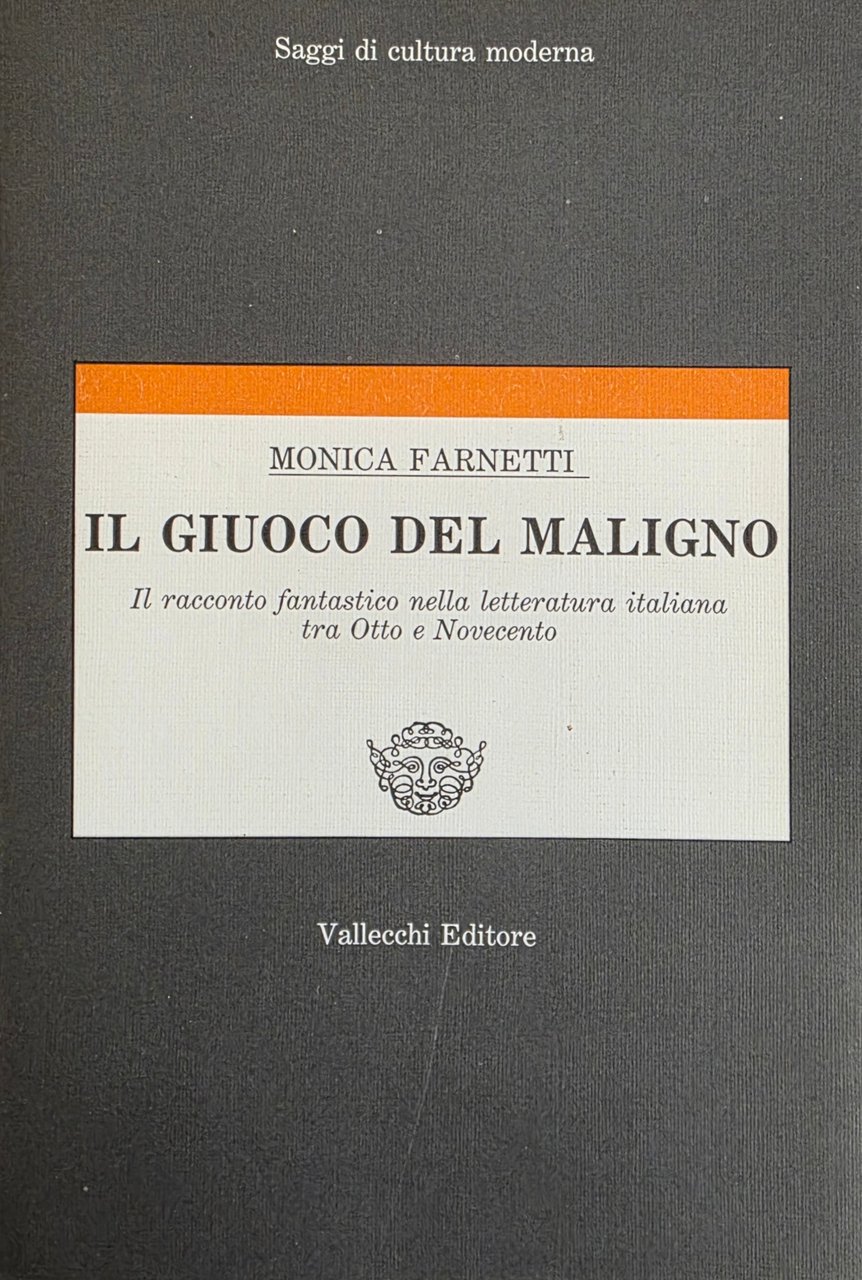 Saggi di cultura moderna
MONICA FARNETTI
IL GIUOCO DEL MALIGNO
Il racconto fantastico nella letteratura italiana
tra Otto e Novecento
Vallecchi Editore